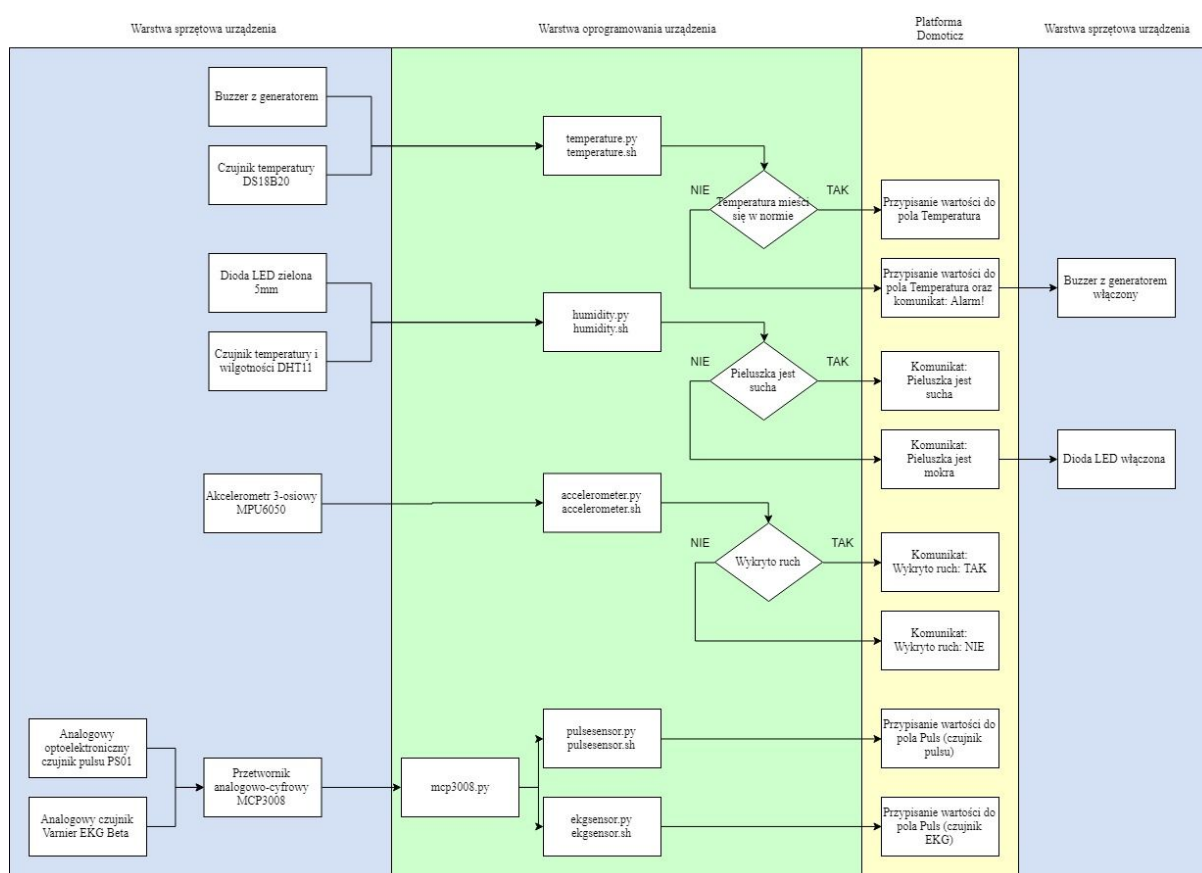 Warstwa sprzętowa urządzenia
Warstwa oprogramowania urządzenia
Platforma
Domoticz
Warstwa sprzętowa urządzenia
Buzzer z generatorem
Czujnik temperatury
DS18B20
temperature.py
temperature.sh
NIE
TAK
Temperatura mieści
się w normie
Przypisanie wartości do
pola Temperatura
Przypisanie wartości do
pola Temperatura oraz
komunikat: Alarm!
Buzzer z generatorem
włączony
Dioda LED zielona
5mm
Czujnik temperatury i
wilgotności DHT11
humidity.py
humidity.sh
NIE
TAK
Pieluszka jest
sucha
Komunikat:
Pieluszka jest
sucha
Komunikat:
Pieluszka jest
mokra
Dioda LED włączona
Akcelerometr 3-osiowy
MPU6050
accelerometer.py
accelerometer.sh
NIE
TAK
Wykryto ruch
Komunikat:
Wykryto ruch: TAK
Komunikat:
Wykryto ruch: NIE
Analogowy
optoelektroniczny
czujnik pulsu PS01
Analogowy czujnik
Varnier EKG Beta
Przetwornik
analogowo-cyfrowy
MCP3008
mcp3008.py
pulsesensor.py
pulsesensor.sh
ekgsensor.py
ekgsensor.sh
Przypisanie wartości do
pola Puls (czujnik
pulsu)
Przypisanie wartości do
pola Puls (czujnik
EKG)